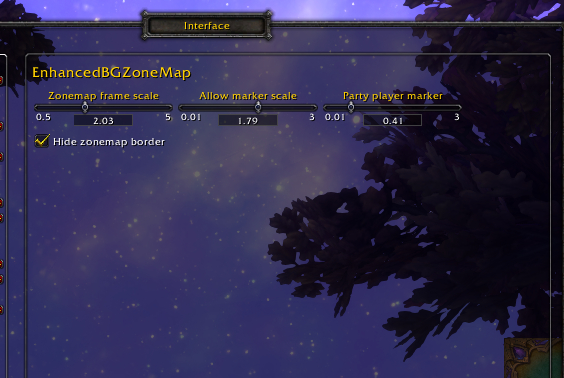 Interface
EnhancedBGZoneMap
Zonemap frame scale
0.5 2.03 5
Allow marker scale
0.01 1.79 3
Party player marker
0.01 0.41 3
Hide zonemap border